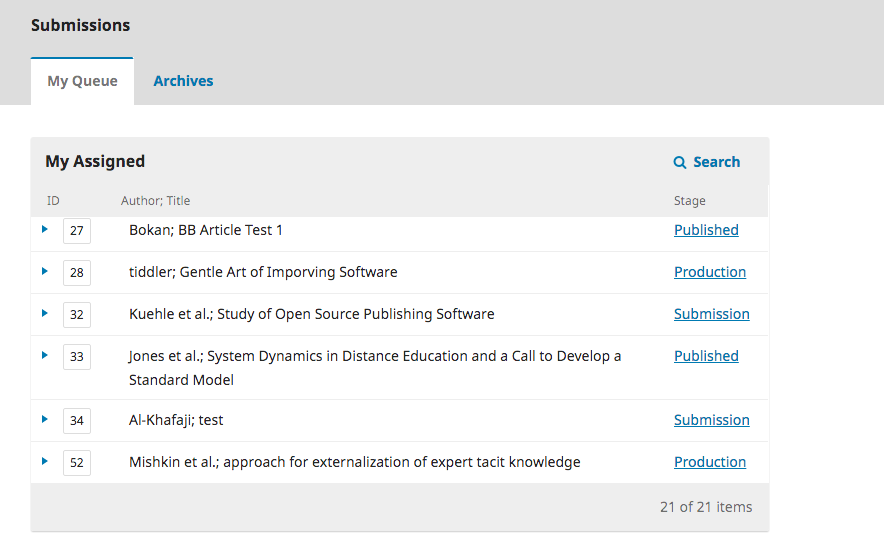 Submissions
My Queue Archives
My Assigned Search
ID Author; Title Stage
27 Bokan; BB Article Test 1 Published
28 tiddler; Gentle Art of Imporving Software Production
32 Kuehle et al.; Study of Open Source Publishing Software Submission
33 Jones et al.; System Dynamics in Distance Education and a Call to Develop a Published
Standard Model
34 Al-Khafaji; test Submission
52 Mishkin et al.; approach for externalization of expert tacit knowledge Production
21 of 21 items